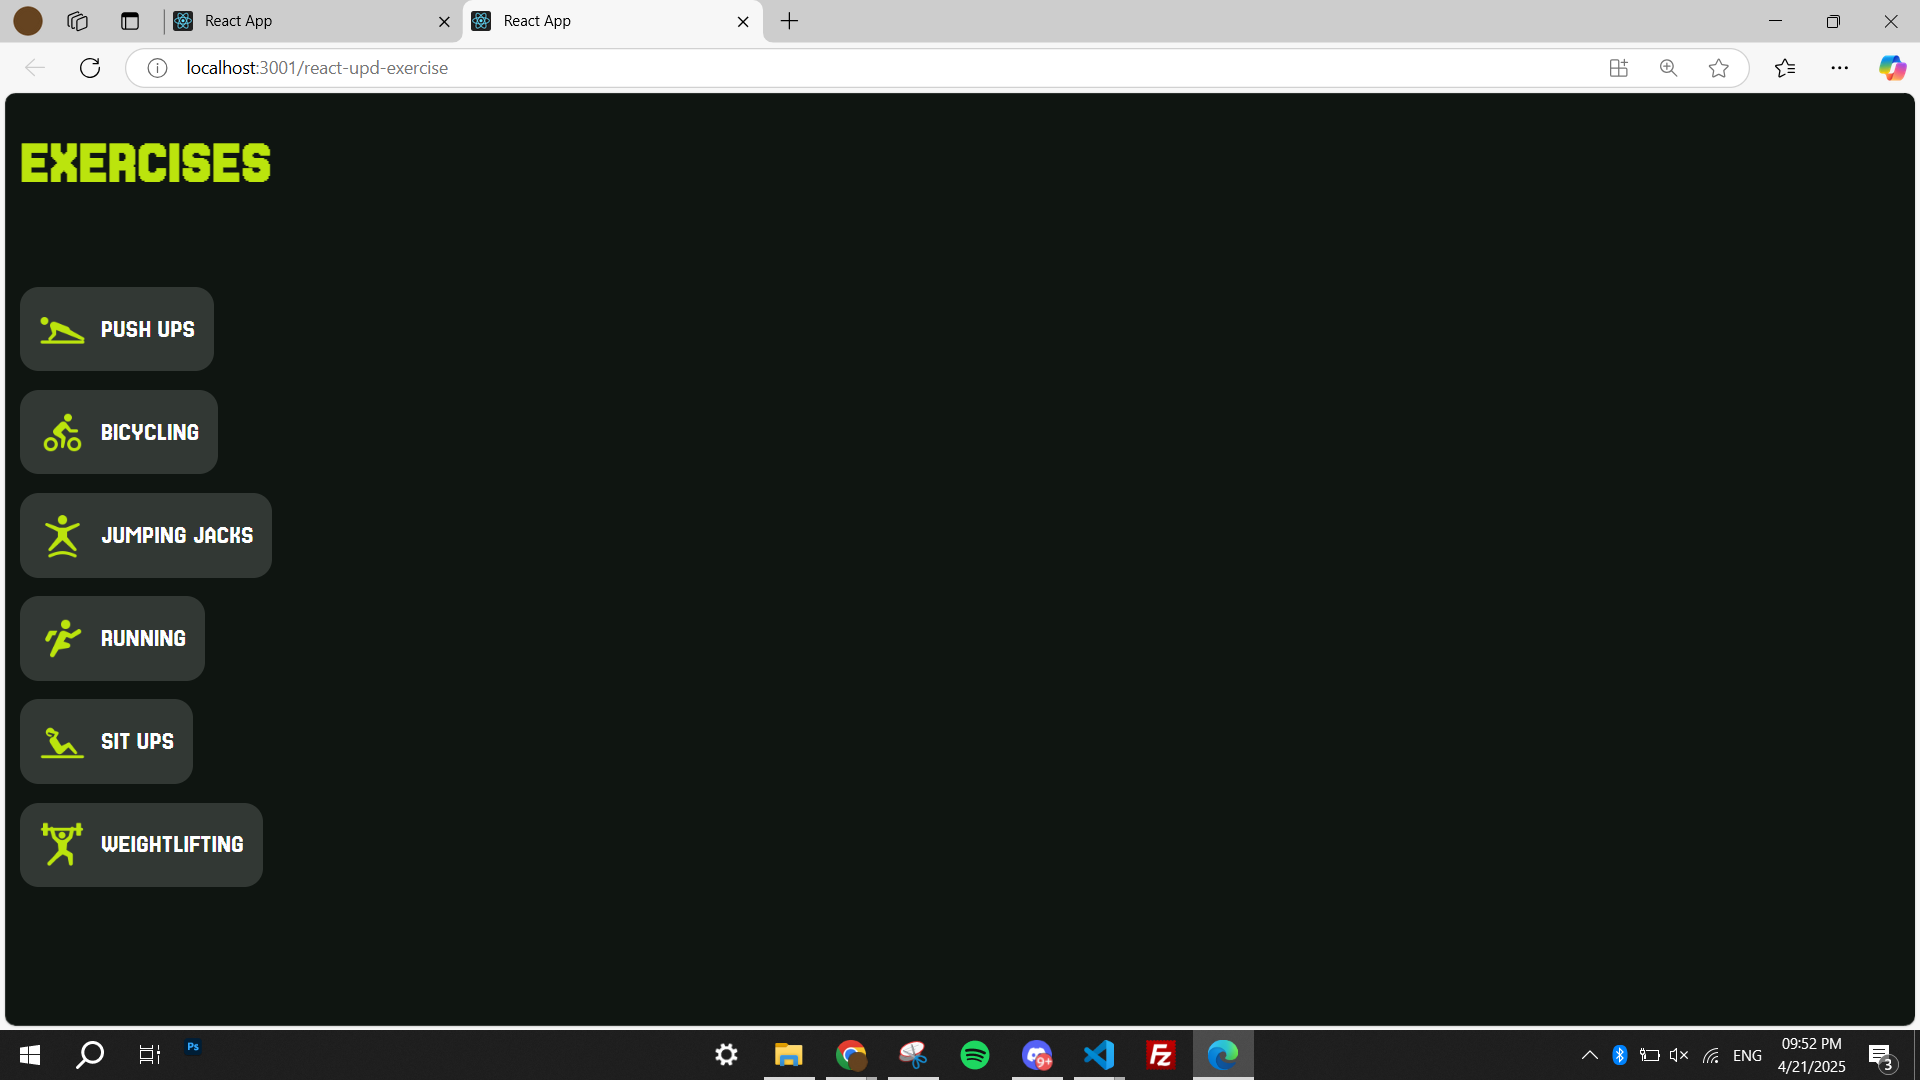 React App
React App
localhost:3001/react-upd-exercise
EXERCISES
PUSH UPS
BICYCLING
JUMPING JACKS
RUNNING
SIT UPS
WEIGHTLIFTING
Ps
9+
Fz
ENG
09:52 PM
4/21/2025
3